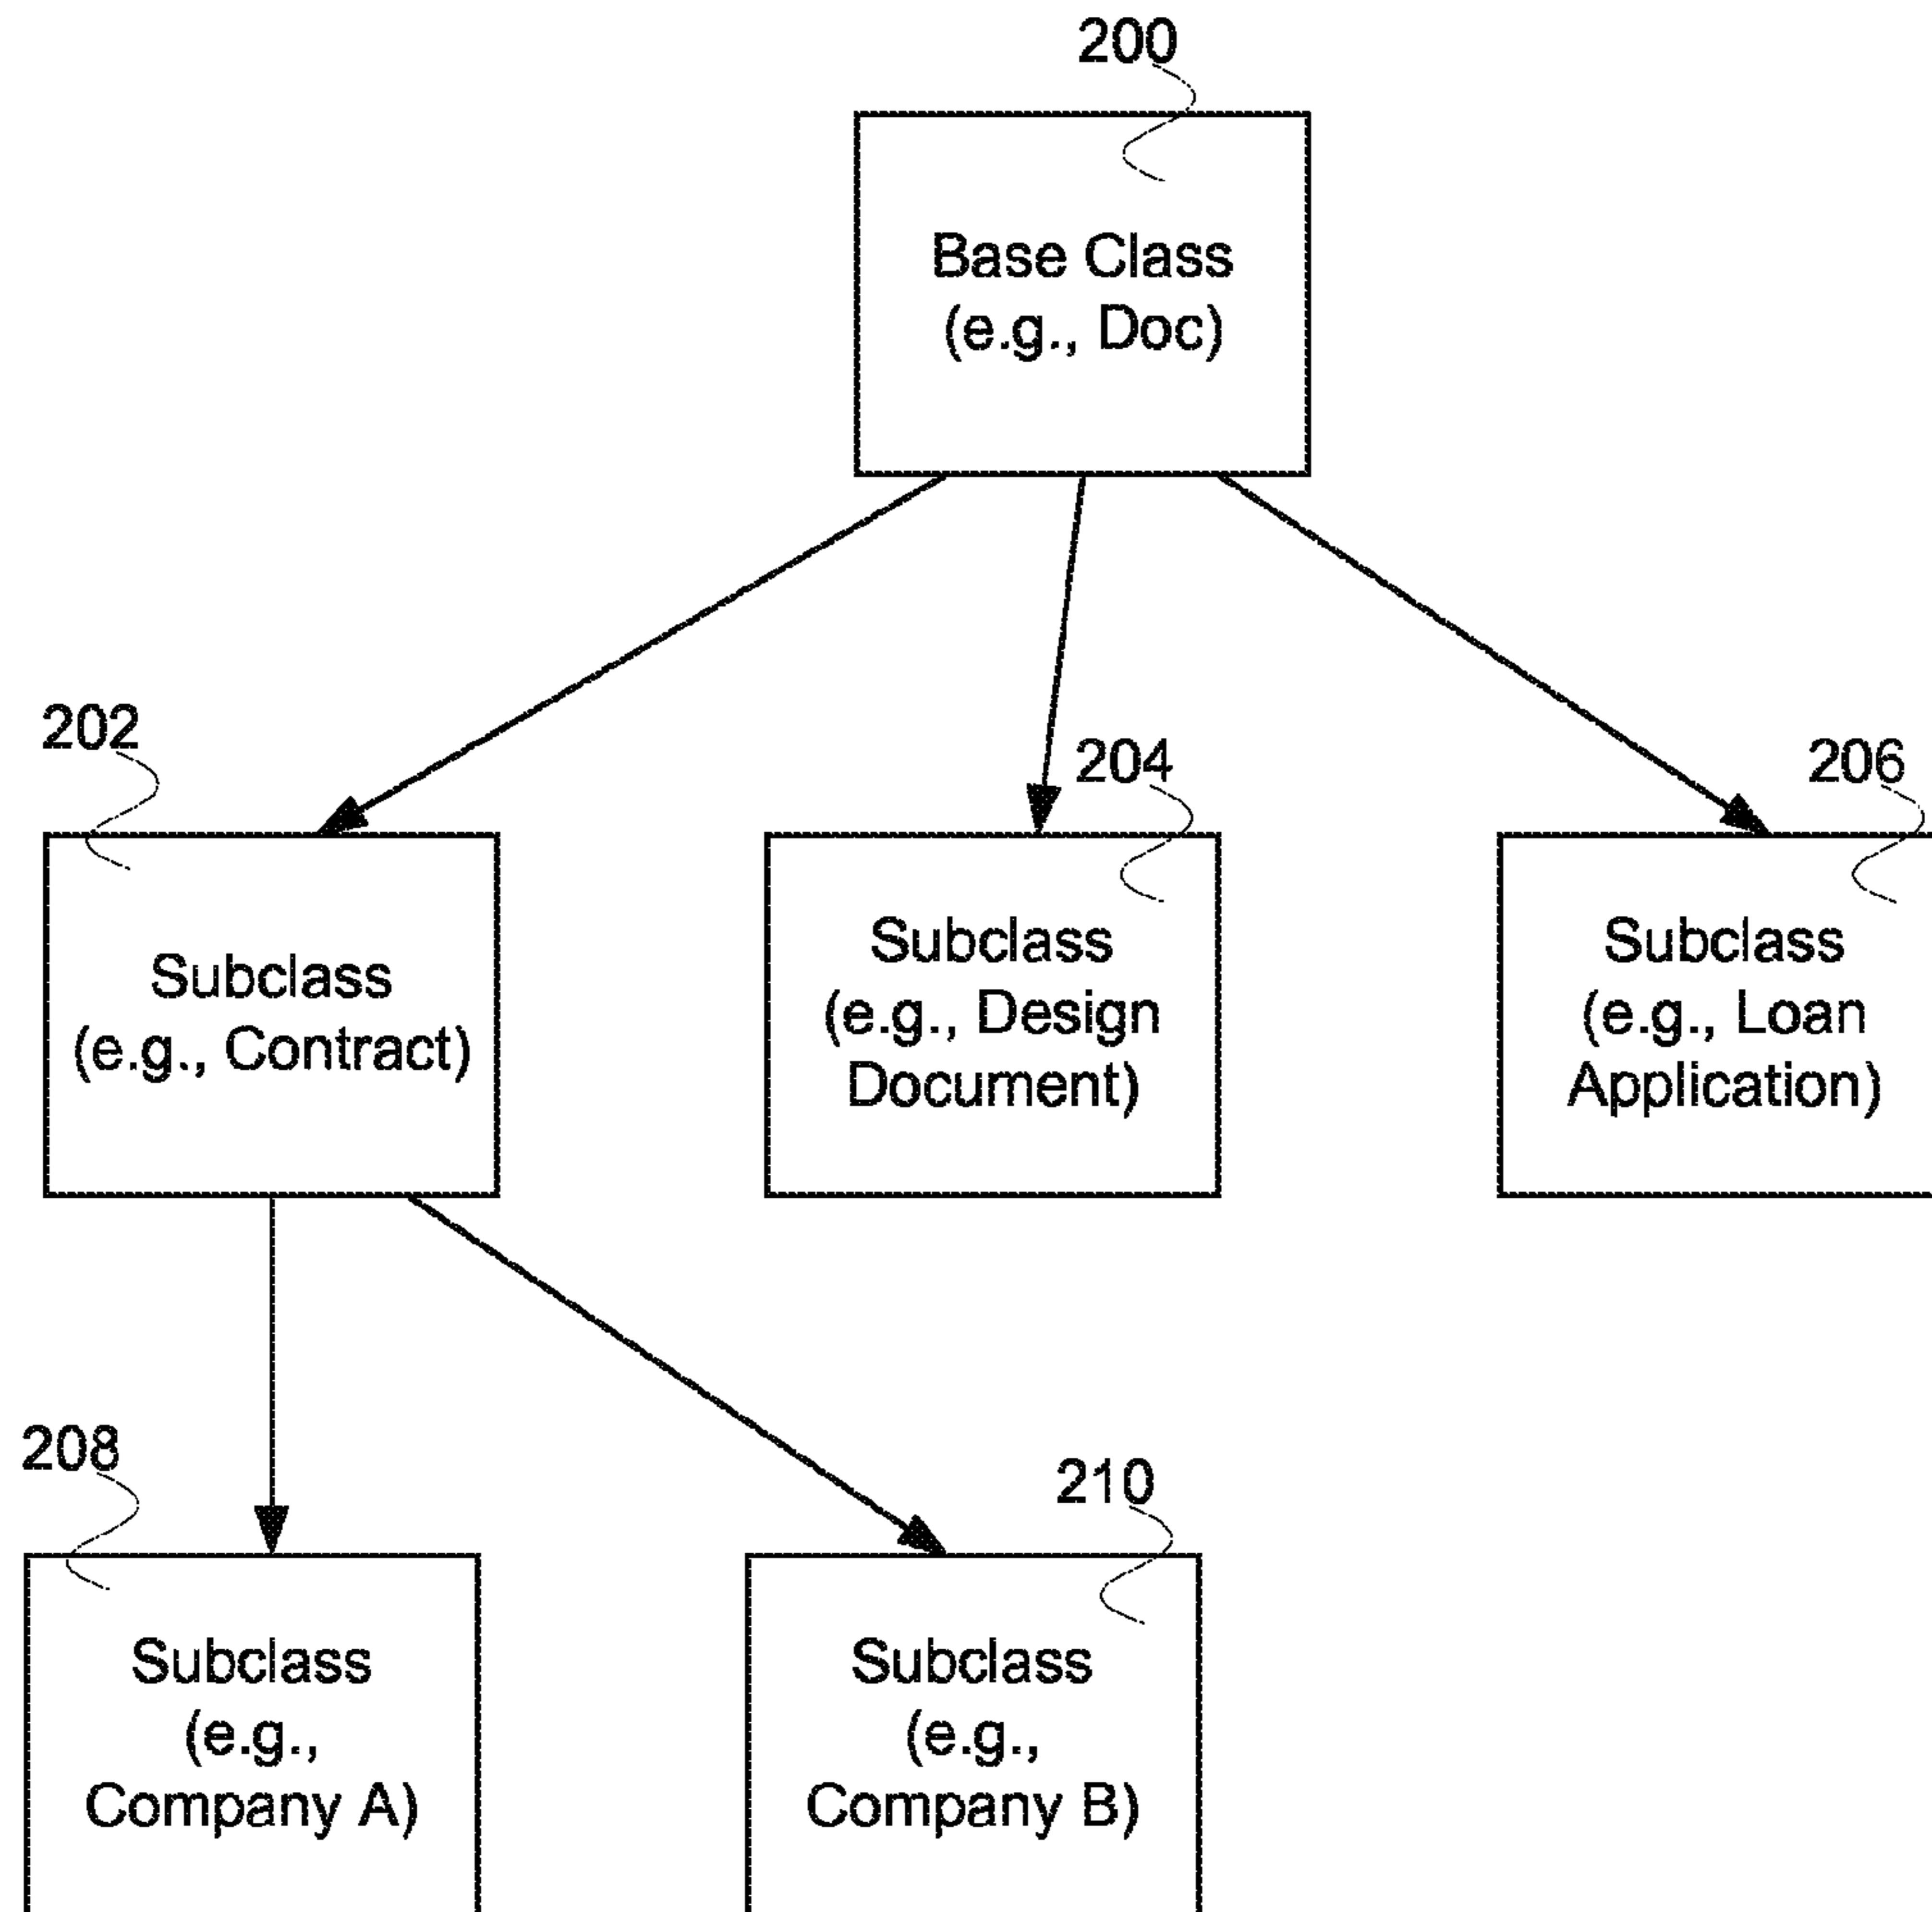 200
Base Class
(e.g., Doc)
202
204
206
Subclass
(e.g., Contract)
Subclass
(e.g., Design
Document)
Subclass
(e.g., Loan
Application)
208
210
Subclass
(e.g.,
Company A)
Subclass
(e.g.,
Company B)